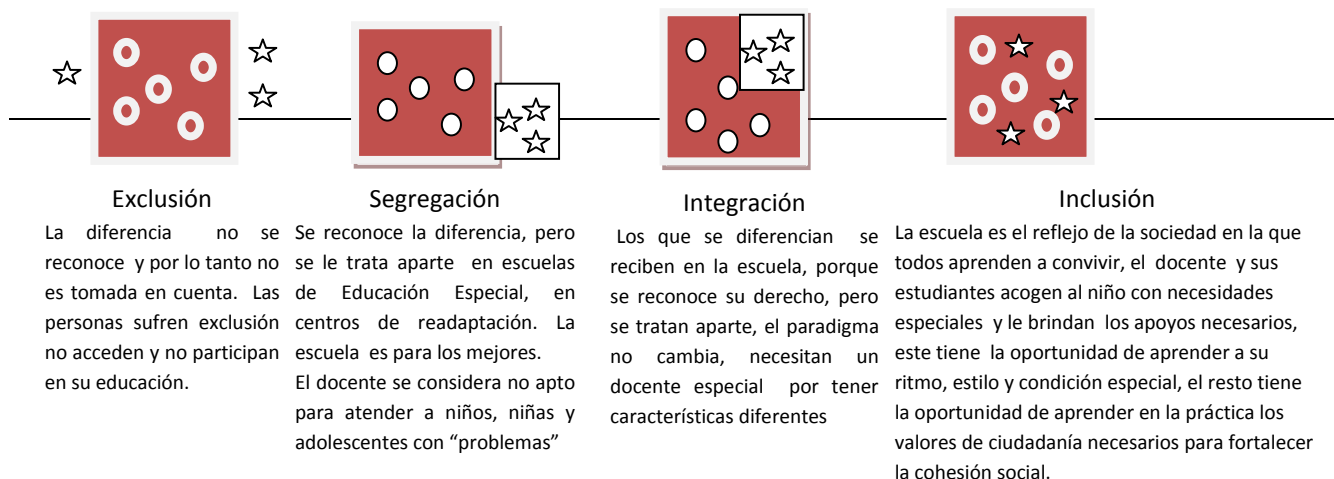 Exclusión
La diferencia no se
reconoce y por lo tanto no
es tomada en cuenta. Las
personas sufren exclusión
no acceden y no participan
en su educación.
Segregación
Se reconoce la diferencia, pero
se le trata aparte en escuelas
de Educación Especial, en
centros de readaptación. La
escuela es para los mejores.
El docente se considera no apto
para atender a niños, niñas y
adolescentes con “problemas”
Integración
Los que se diferencian se
reciben en la escuela, porque
se reconoce su derecho, pero
se tratan aparte, el paradigma
no cambia, necesitan un
docente especial por tener
características diferentes
Inclusión
La escuela es el reflejo de la sociedad en la que
todos aprenden a convivir, el docente y sus
estudiantes acogen al niño con necesidades
especiales y le brindan los apoyos necesarios,
este tiene la oportunidad de aprender a su
ritmo, estilo y condición especial, el resto tiene
la oportunidad de aprender en la práctica los
valores de ciudadanía necesarios para fortalecer
la cohesión social.